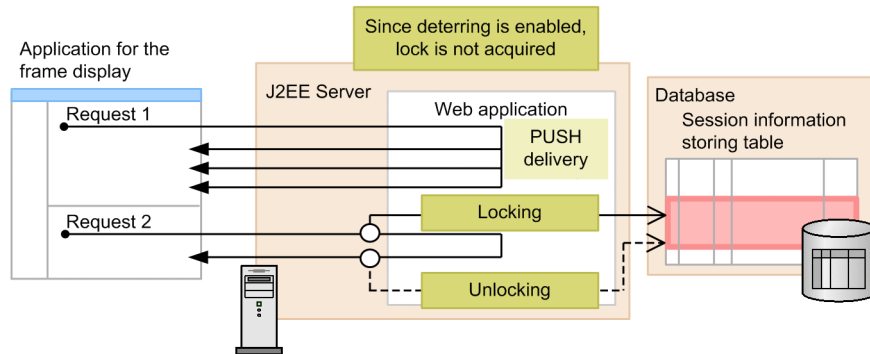 Since deterring is enabled,
lock is not acquired
Application for the
frame display
J2EE Server
Web application
Database
Session information
storing table
Request 1
PUSH
delivery
Locking
Request 2
Unlocking